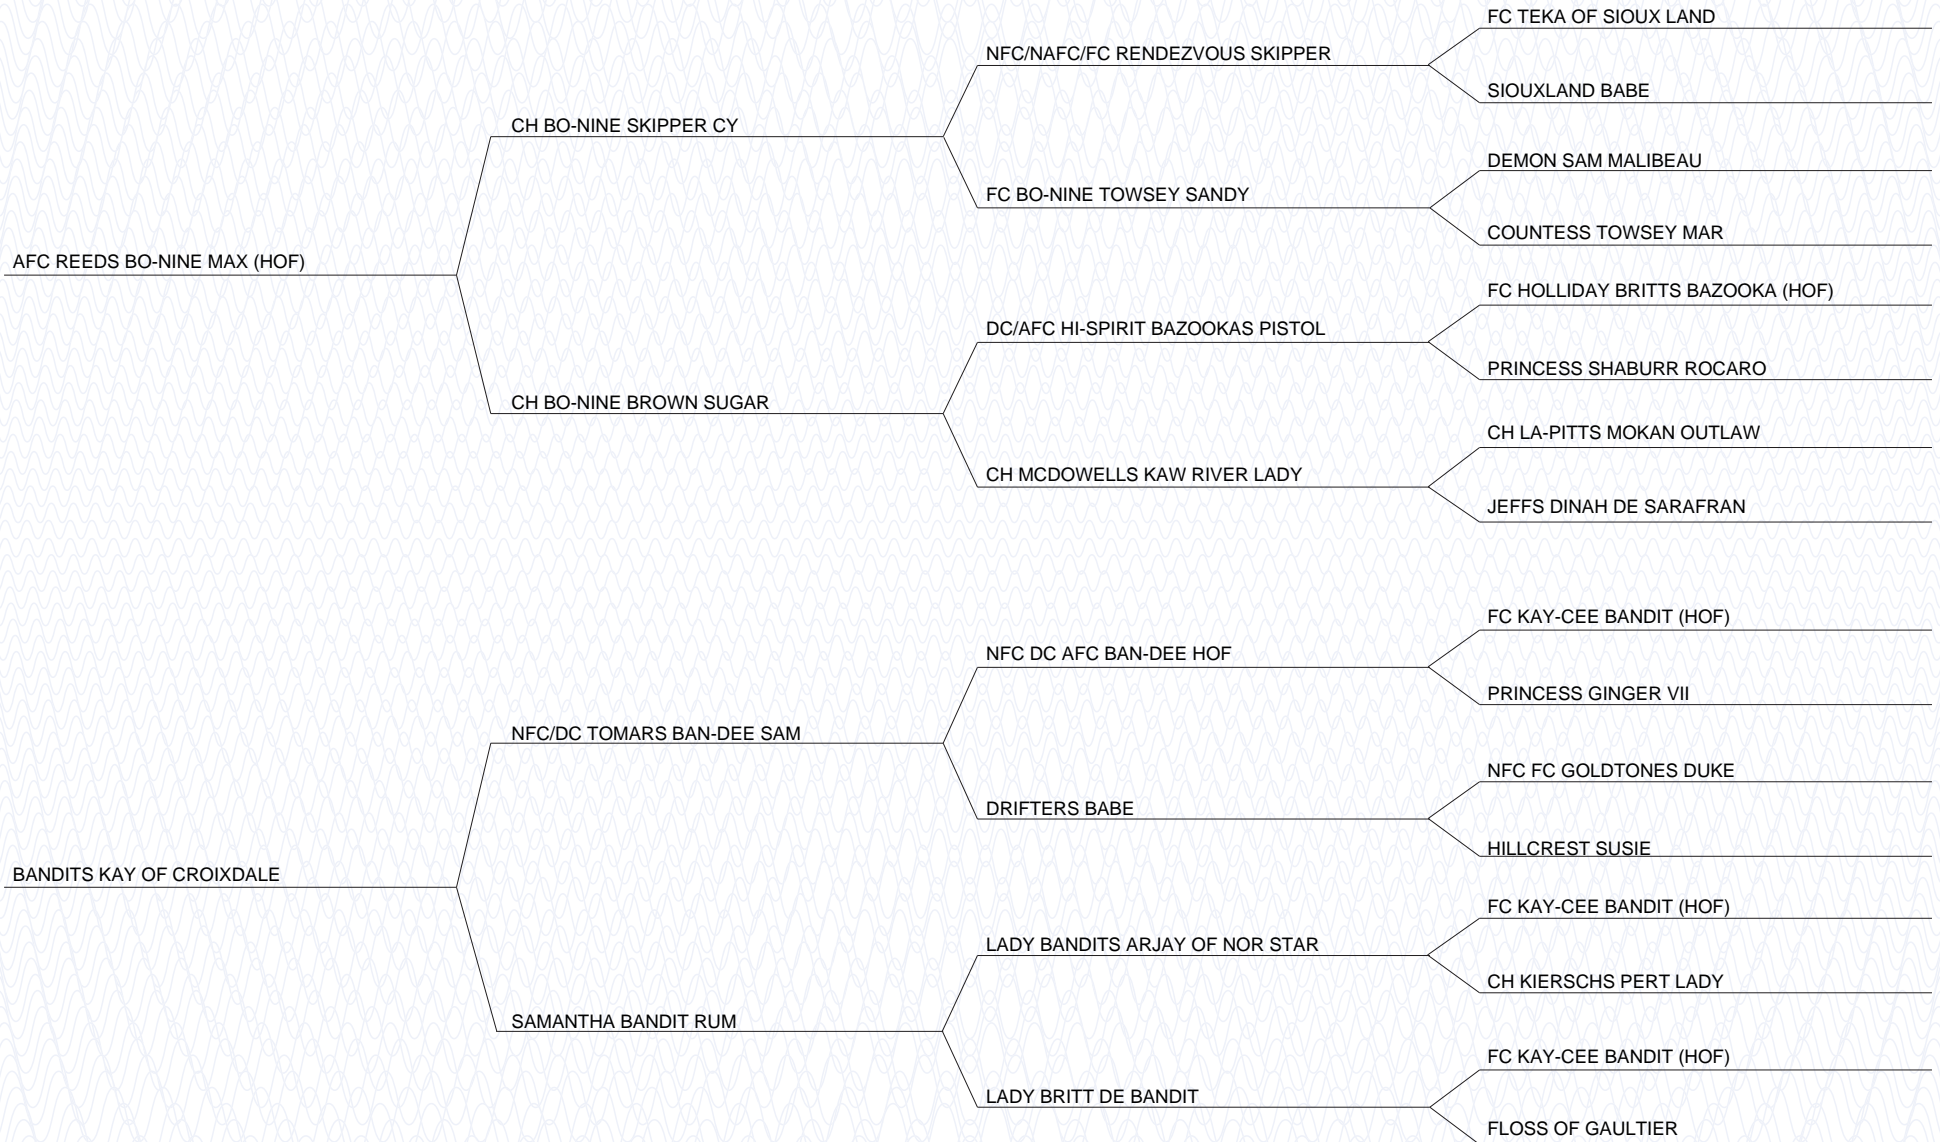 FC TEKA OF SIOUX LAND
NFC/NAFC/FC RENDEZVOUS SKIPPER
SIOUXLAND BABE
CH BO-NINE SKIPPER CY
DEMON SAM MALIBEAU
FC BO-NINE TOWSEY SANDY
COUNTESS TOWSEY MAR
AFC REEDS BO-NINE MAX (HOF)
FC HOLLIDAY BRITTS BAZOOKA (HOF)
DC/AFC HI-SPIRIT BAZOOKAS PISTOL
PRINCESS SHABURR ROCARO
CH BO-NINE BROWN SUGAR
CH LA-PITTS MOKAN OUTLAW
CH MCDOWELLS KAW RIVER LADY
JEFFS DINAH DE SARAFRAN
FC KAY-CEE BANDIT (HOF)
NFC DC AFC BAN-DEE HOF
PRINCESS GINGER VII
NFC/DC TOMARS BAN-DEE SAM
NFC FC GOLDTONES DUKE
DRIFTERS BABE
HILLCREST SUSIE
BANDITS KAY OF CROIXDALE
FC KAY-CEE BANDIT (HOF)
LADY BANDITS ARJAY OF NOR STAR
CH KIERSCHS PERT LADY
SAMANTHA BANDIT RUM
FC KAY-CEE BANDIT (HOF)
LADY BRITT DE BANDIT
FLOSS OF GAULTIER